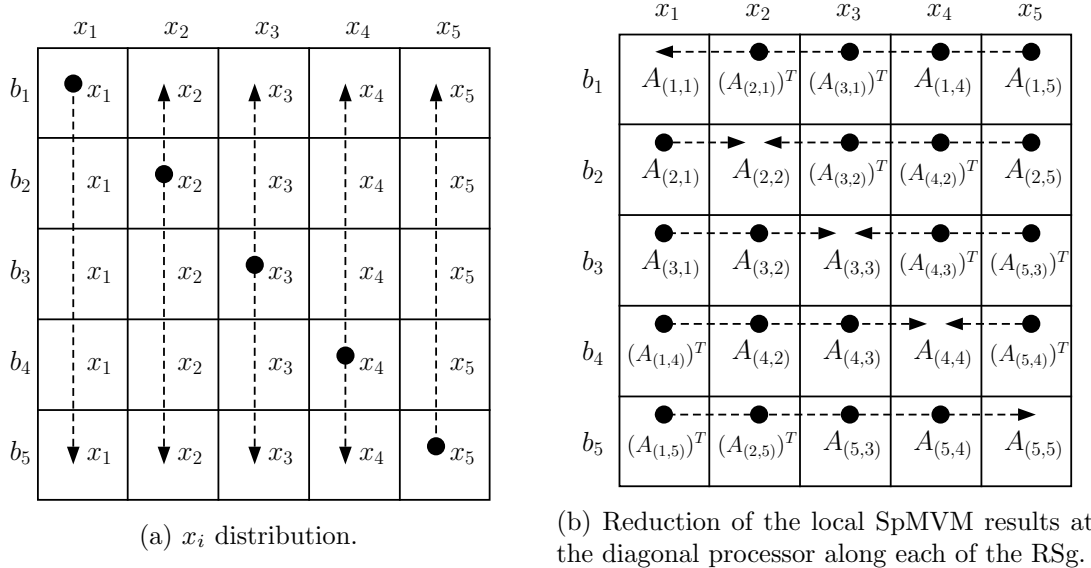 x₁ x₂ x₃ x₄ x₅
b₁ x₁ x₂ x₃ x₄ x₅
b₂ x₁ x₂ x₃ x₄ x₅
b₃ x₁ x₂ x₃ x₄ x₅
b₄ x₁ x₂ x₃ x₄ x₅
b₅ x₁ x₂ x₃ x₄ x₅
(a) xᵢ distribution.
x₁ x₂ x₃ x₄ x₅
b₁ A₍₁,₁₎ (A₍₂,₁₎)ᵀ (A₍₃,₁₎)ᵀ A₍₁,₄₎ A₍₁,₅₎
b₂ A₍₂,₁₎ A₍₂,₂₎ (A₍₃,₂₎)ᵀ (A₍₄,₂₎)ᵀ A₍₂,₅₎
b₃ A₍₃,₁₎ A₍₃,₂₎ A₍₃,₃₎ (A₍₄,₃₎)ᵀ (A₍₅,₃₎)ᵀ
b₄ (A₍₁,₄₎)ᵀ A₍₄,₂₎ A₍₄,₃₎ A₍₄,₄₎ (A₍₅,₄₎)ᵀ
b₅ (A₍₁,₅₎)ᵀ (A₍₂,₅₎)ᵀ A₍₅,₃₎ A₍₅,₄₎ A₍₅,₅₎
(b) Reduction of the local SpMVM results at
the diagonal processor along each of the RSg.